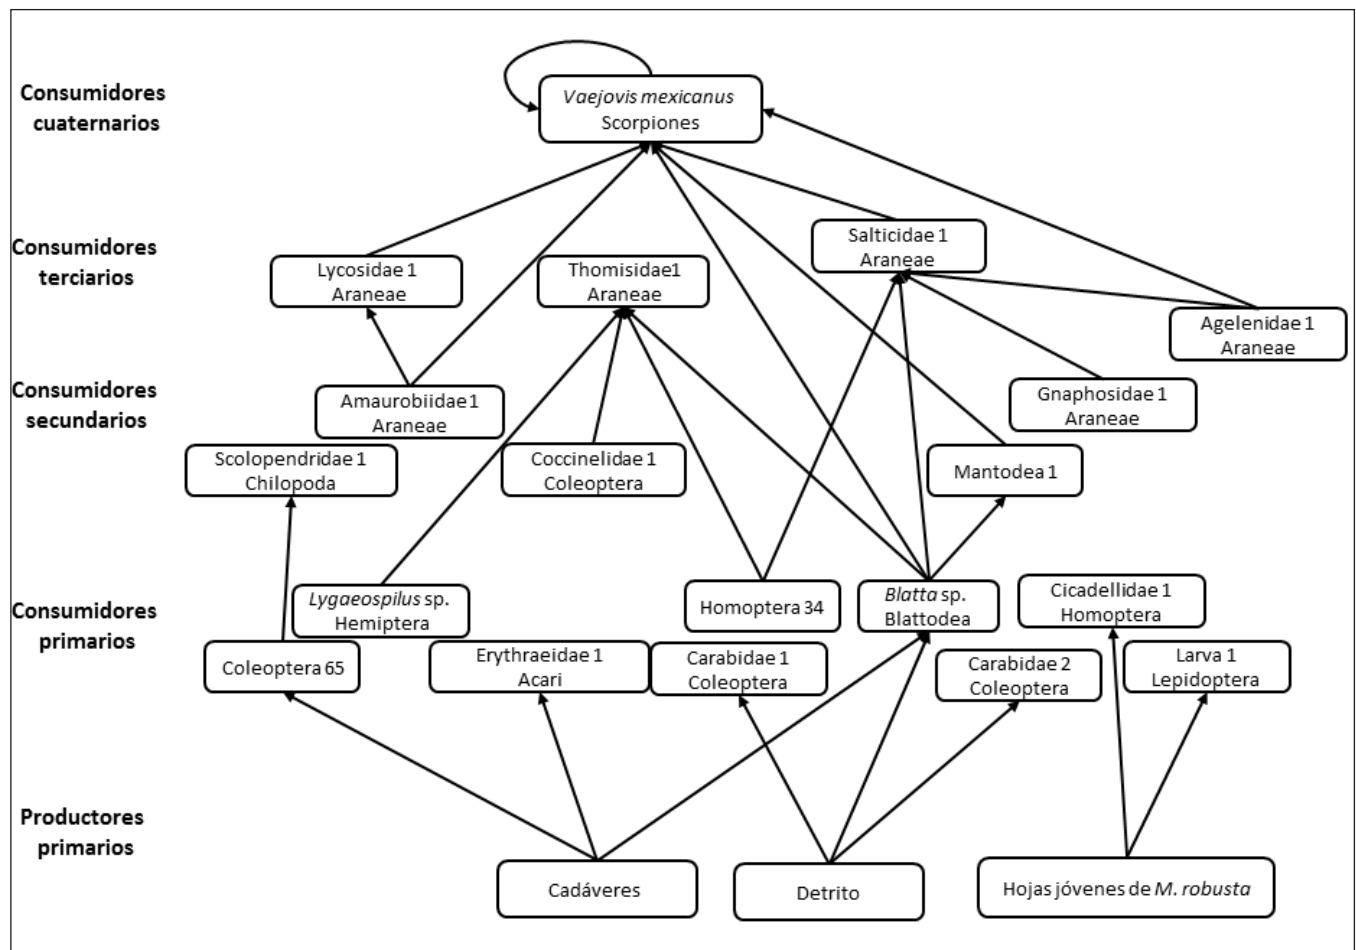 Consumidores
cuaternarios
Vaejovis mexicanus
Scorpiones
Consumidores
terciarios
Lycosidae 1
Araneae
Thomisidae1
Araneae
Salticidae 1
Araneae
Agelenidae 1
Araneae
Consumidores
secundarios
Amaurobiidae 1
Araneae
Gnaphosidae 1
Araneae
Scolopendridae 1
Chilopoda
Coccinelidae 1
Coleoptera
Mantodea 1
Consumidores
primarios
Lygaeospilus sp.
Hemiptera
Homoptera 34
Blatta sp.
Blattodea
Cicadellidae 1
Homoptera
Coleoptera 65
Erythraeidae 1
Acari
Carabidae 1
Coleoptera
Carabidae 2
Coleoptera
Larva 1
Lepidoptera
Productores
primarios
Cadáveres
Detrito
Hojas jóvenes de M. robusta